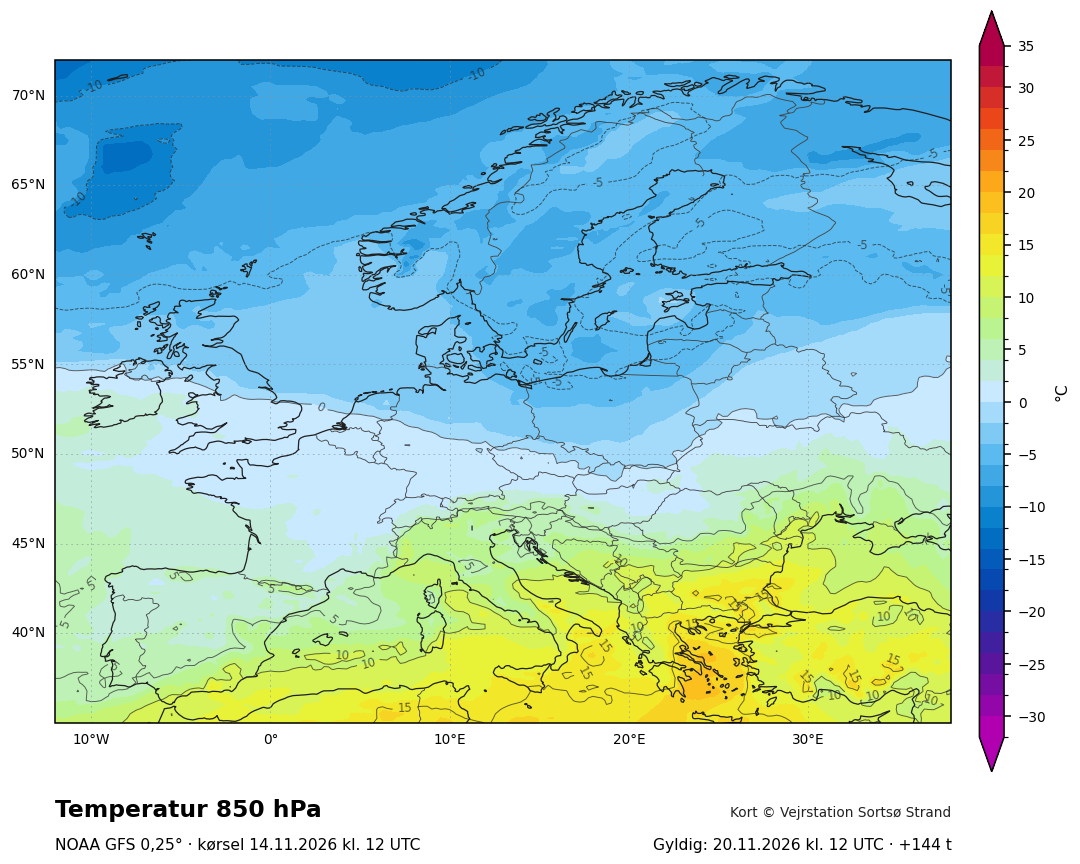 70°N
65°N
60°N
55°N
50°N
45°N
40°N
10°W
0°
10°E
20°E
30°E
35
30
25
20
15
10
5
0
−5
−10
−15
−20
−25
−30
°C
Temperatur 850 hPa
Kort © Vejrstation Sortsø Strand
NOAA GFS 0,25° · kørsel 14.11.2026 kl. 12 UTC
Gyldig: 20.11.2026 kl. 12 UTC · +144 t